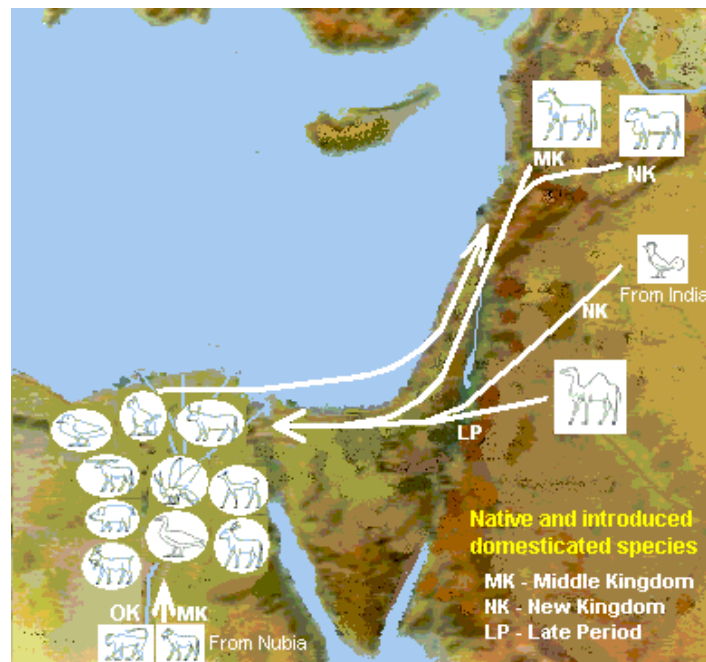 MK
NK
From India
NK
LP
Native and introduced
domesticated species
MK - Middle Kingdom
NK - New Kingdom
LP - Late Period
OK MK
From Nubia